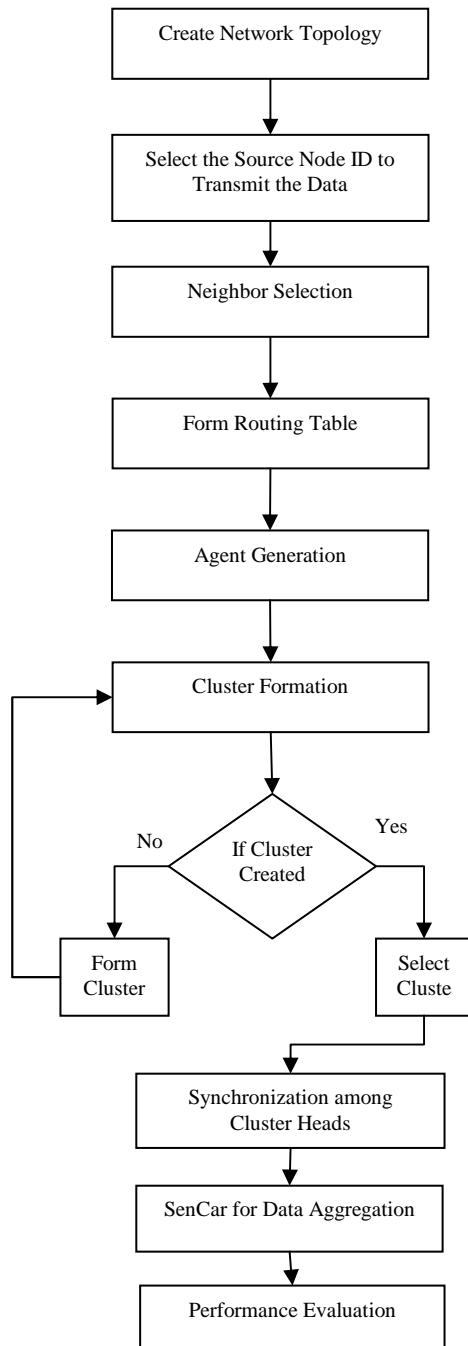 Create Network Topology
Select the Source Node ID to
Transmit the Data
Neighbor Selection
Form Routing Table
Agent Generation
Cluster Formation
No
Yes
If Cluster
Created
Form
Cluster
Select
Cluste
Synchronization among
Cluster Heads
SenCar for Data Aggregation
Performance Evaluation